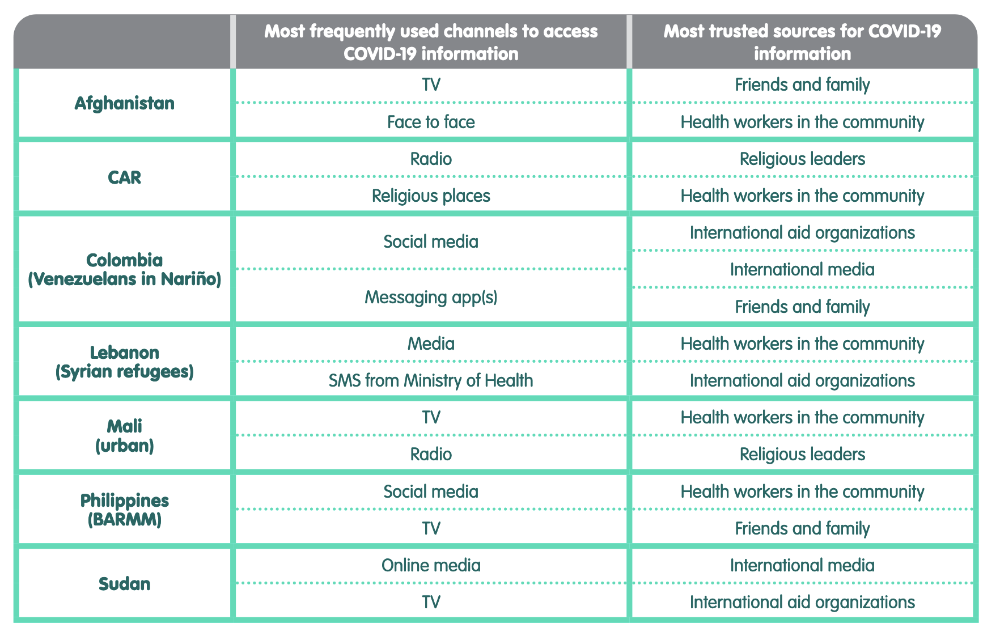 Most frequently used channels to access
COVID-19 information
Most trusted sources for COVID-19
information
Afghanistan
TV
Face to face
Friends and family
Health workers in the community
CAR
Radio
Religious places
Religious leaders
Health workers in the community
Colombia
(Venezuelans in Nariño)
Social media
Messaging app(s)
International aid organizations
International media
Friends and family
Lebanon
(Syrian refugees)
Media
SMS from Ministry of Health
Health workers in the community
International aid organizations
Mali
(urban)
TV
Radio
Health workers in the community
Religious leaders
Philippines
(BARMM)
Social media
TV
Health workers in the community
Friends and family
Sudan
Online media
TV
International media
International aid organizations